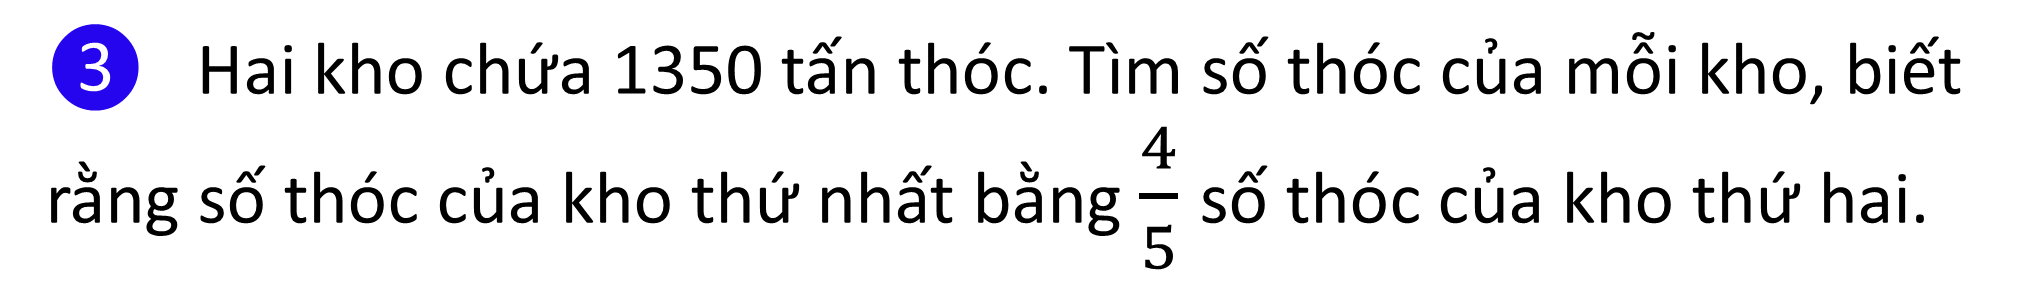 3 Hai kho chứa 1350 tấn thóc. Tìm số thóc của mỗi kho, biết
rằng số thóc của kho thứ nhất bằng 4/5 số thóc của kho thứ hai.